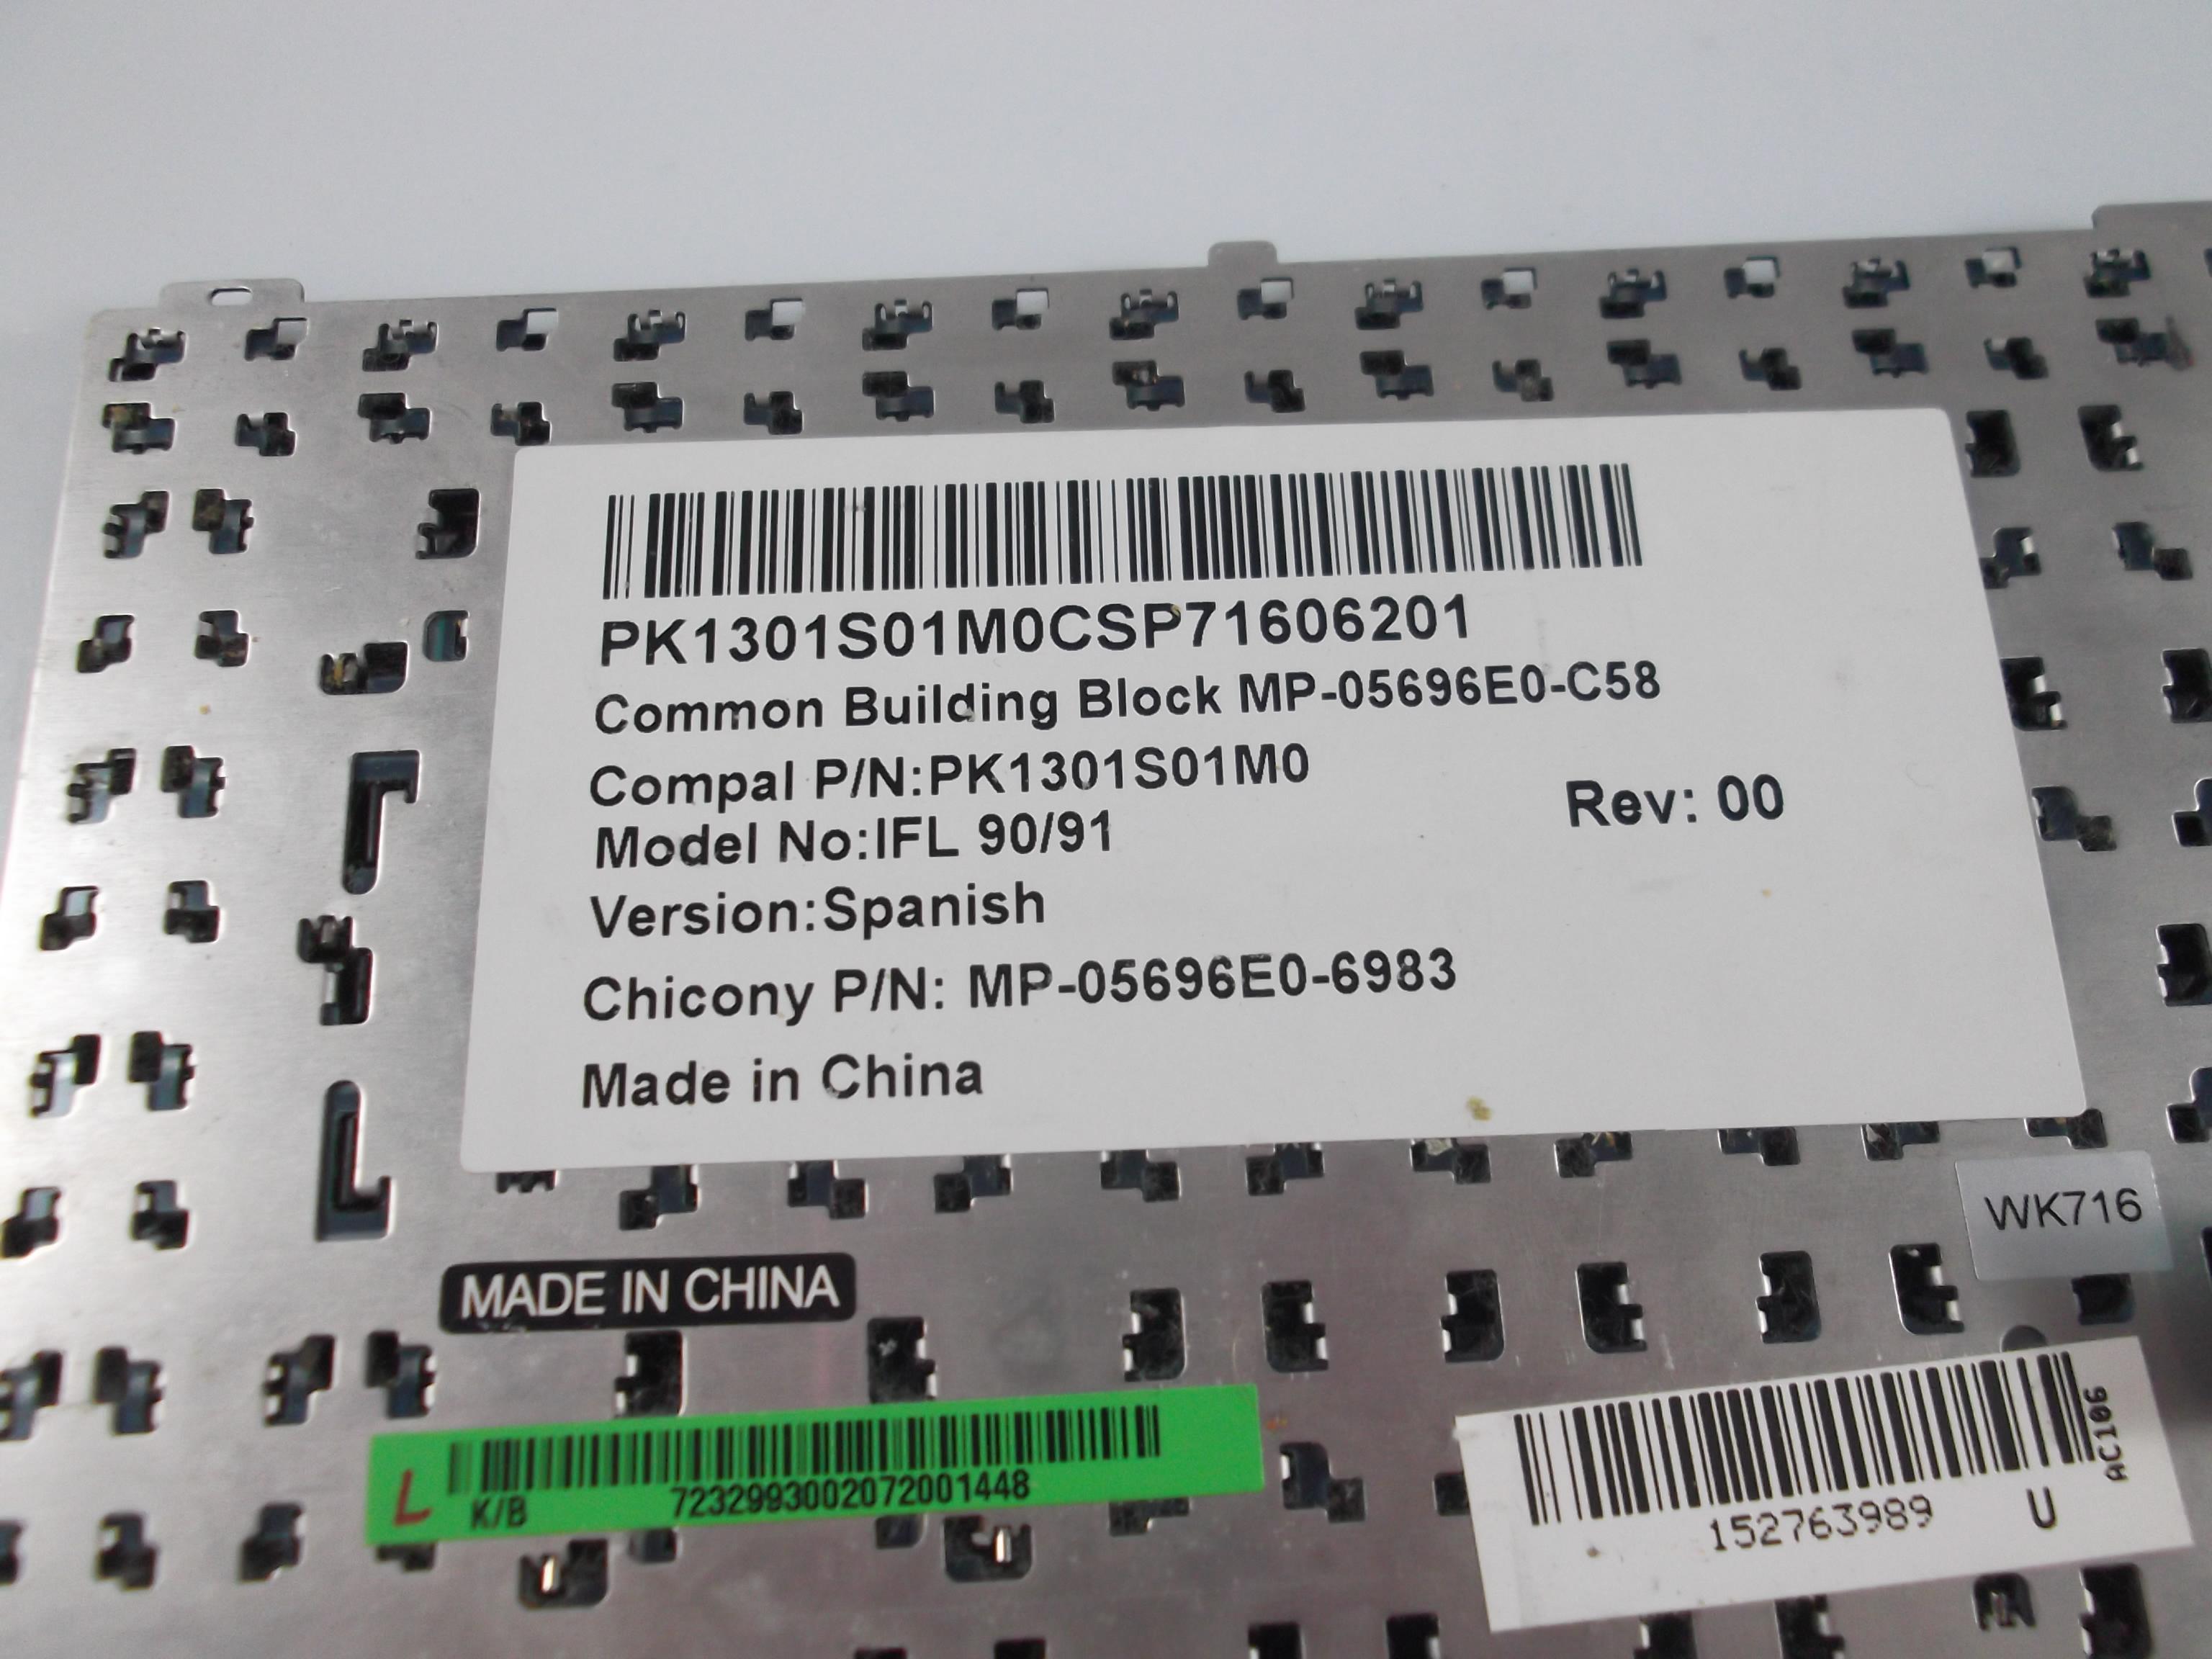 PK1301S01M0CSP71606201
Common Building Block MP-05696E0-C58
Compal P/N:PK1301S01M0
Model No:IFL 90/91
Rev: 00
Version:Spanish
Chicony P/N: MP-05696E0-6983
Made in China
WK716
MADE IN CHINA
L
K/B 7232993002072001448
152763989 U
AC106